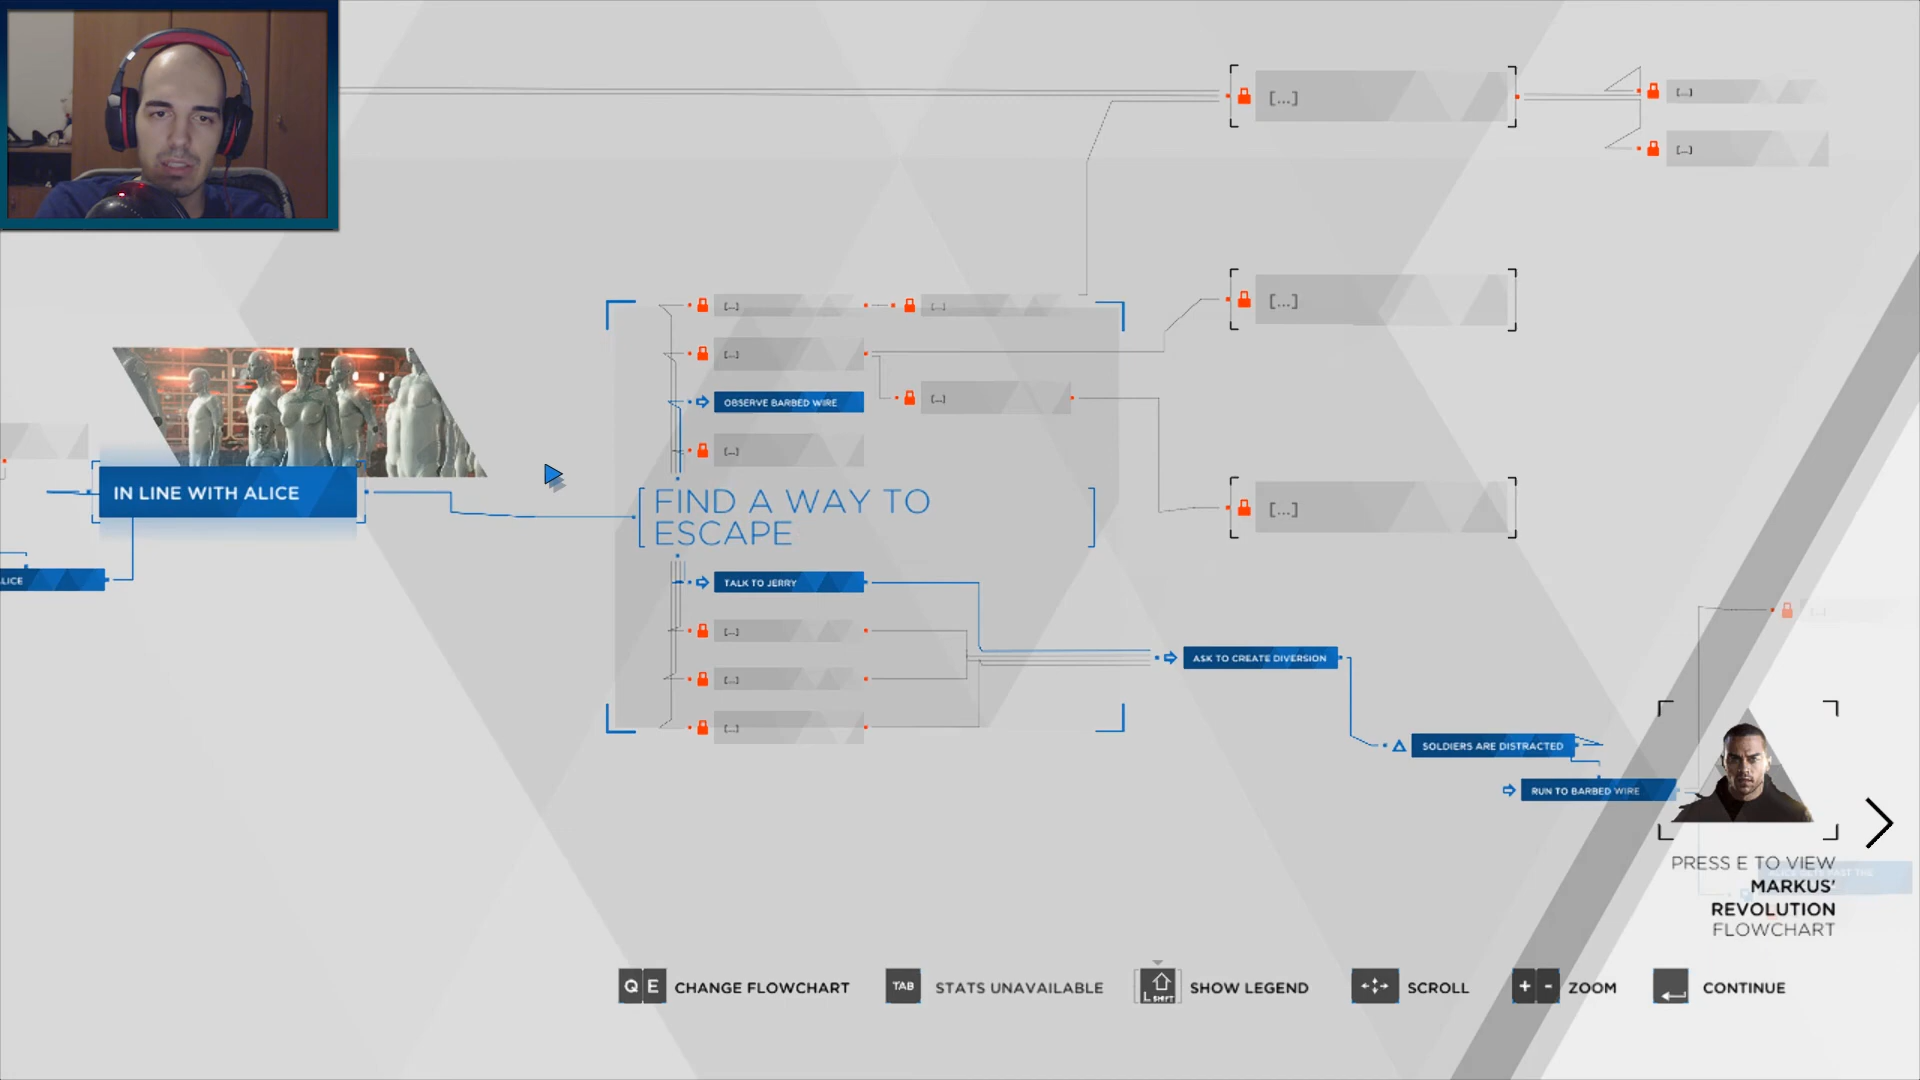 [...]
[...]
[...]
[...]
[...]
[...]
[...]
OBSERVE BARBED WIRE
[...]
[...]
IN LINE WITH ALICE
FIND A WAY TO
ESCAPE
[...]
LICE
TALK TO JERRY
[...]
[...]
[...]
[...]
ASK TO CREATE DIVERSION
SOLDIERS ARE DISTRACTED
RUN TO BARBED WIRE
PRESS E TO VIEW
MARKUS'
REVOLUTION
FLOWCHART
Q E CHANGE FLOWCHART
TAB STATS UNAVAILABLE
L SHIFT SHOW LEGEND
SCROLL
+ - ZOOM
CONTINUE